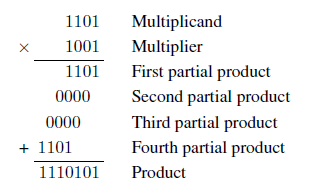 1101 Multiplicand
× 1001 Multiplier
1101 First partial product
0000 Second partial product
0000 Third partial product
+ 1101 Fourth partial product
1110101 Product